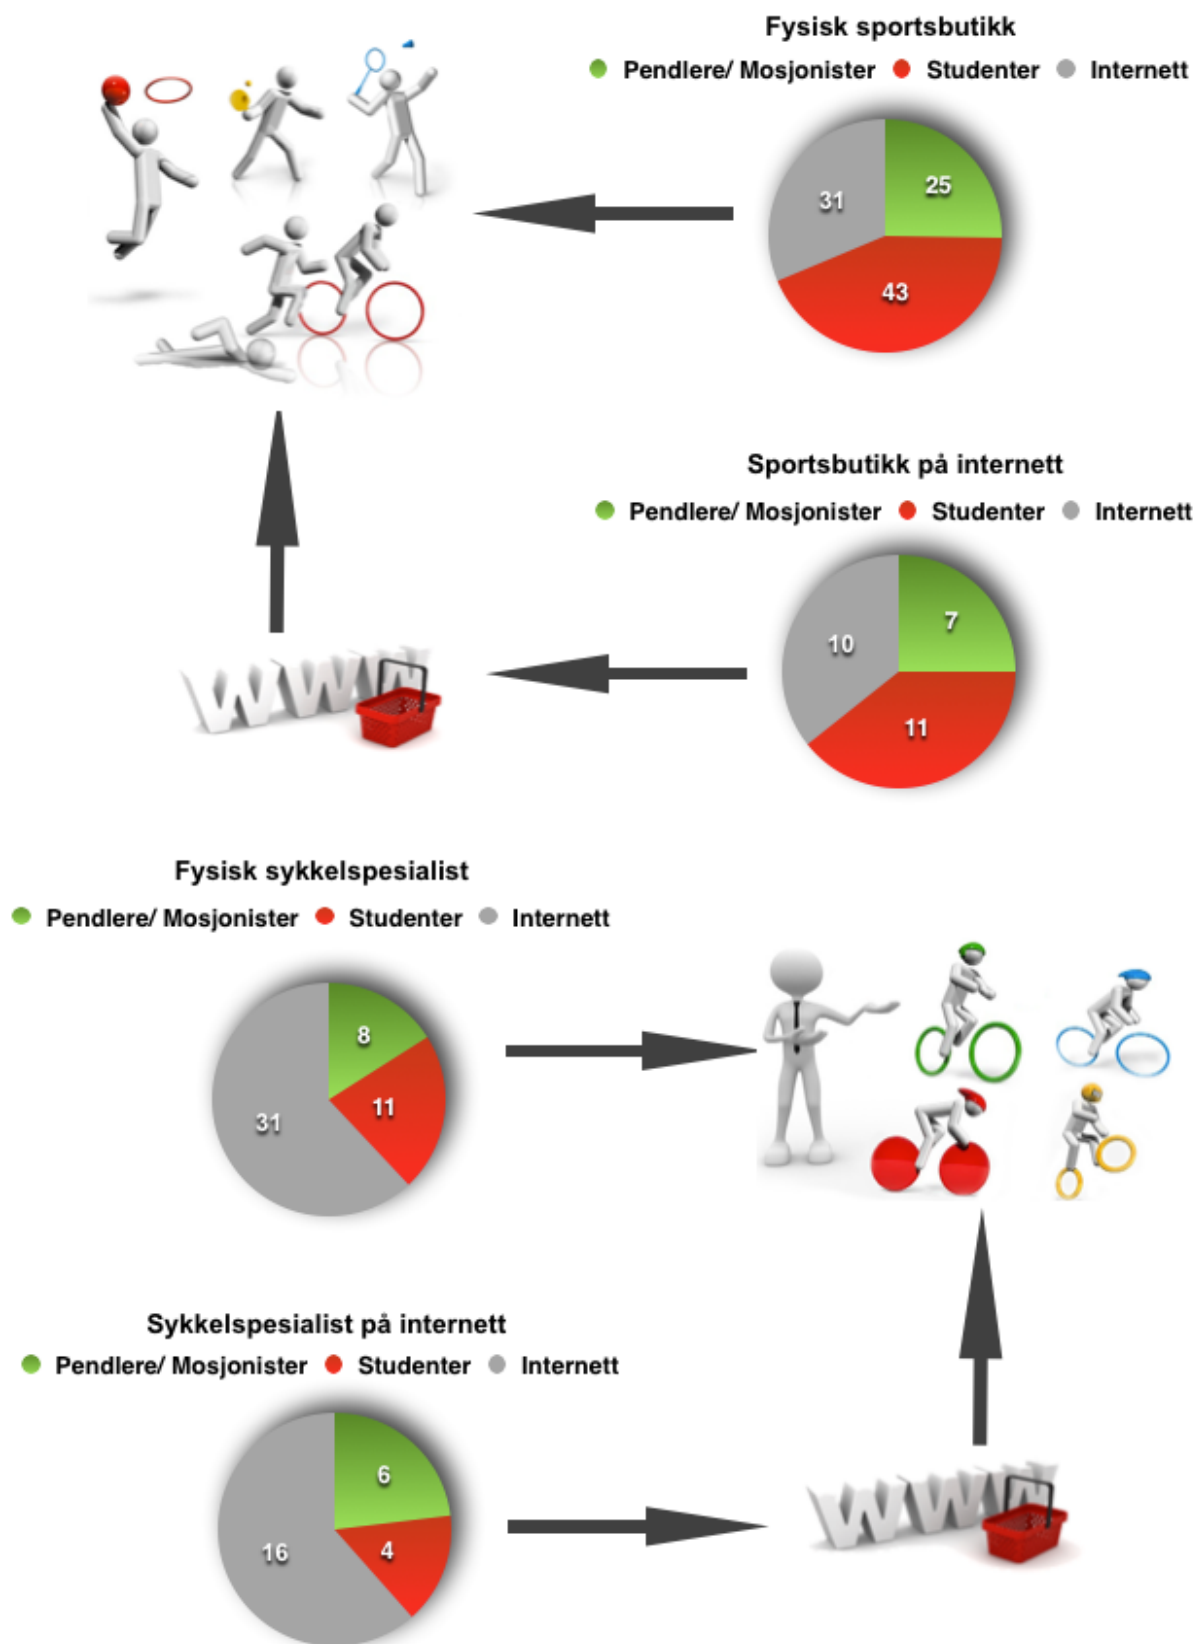 Fysisk sportsbutikk
Pendlere/ Mosjonister Studenter Internett
31
25
43
Sportsbutikk på internett
Pendlere/ Mosjonister Studenter Internett
10
7
11
WWW
Fysisk sykkelspesialist
Pendlere/ Mosjonister Studenter Internett
8
11
31
Sykkelspesialist på internett
Pendlere/ Mosjonister Studenter Internett
6
16
4
WWW